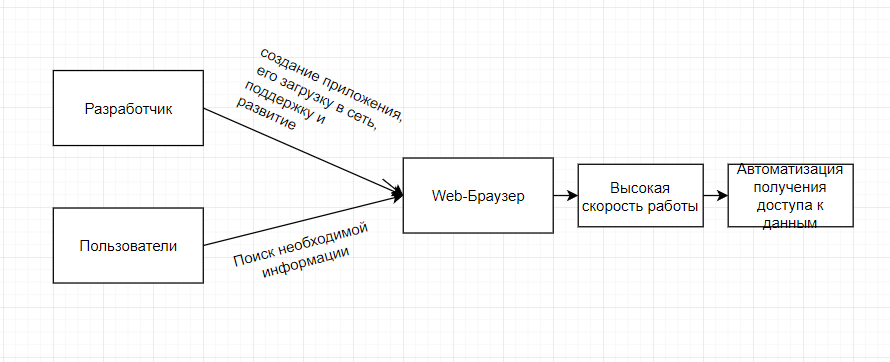 создание приложения,
его загрузку в сеть,
поддержку и
развитие
Разработчик
Web-Браузер
Высокая
скорость работы
Автоматизация
получения
доступа к
данным
Пользователи
Поиск необходимой
информации